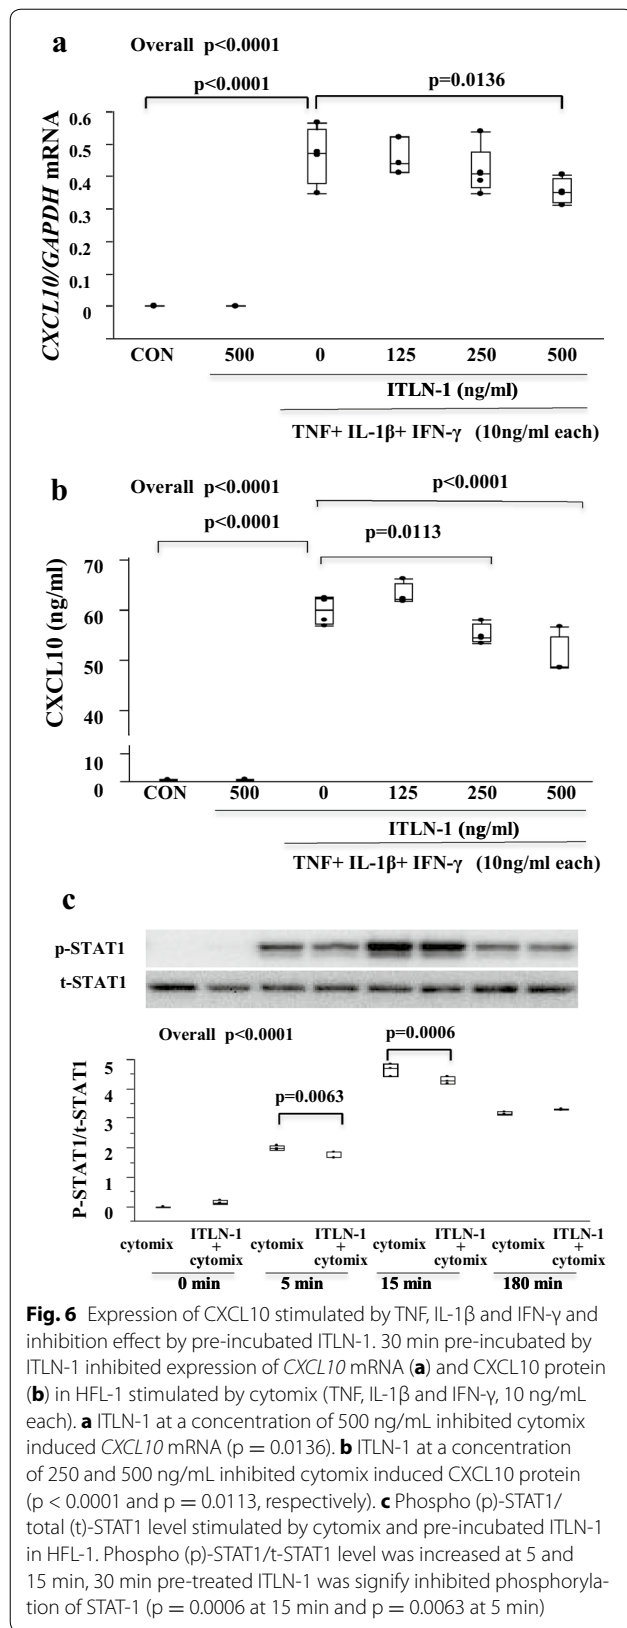 a
Overall p<0.0001
p<0.0001
p=0.0136
CXCL10/GAPDH mRNA
0.6
0.5
0.4
0.3
0.2
0.1
0
CON 500 0 125 250 500
ITLN-1 (ng/ml)
TNF+ IL-1β+ IFN-γ (10ng/ml each)
b
Overall p<0.0001
p<0.0001
p<0.0001
p=0.0113
CXCL10 (ng/ml)
70
60
50
40
10
0
CON 500 0 125 250 500
ITLN-1 (ng/ml)
TNF+ IL-1β+ IFN-γ (10ng/ml each)
c
p-STAT1
t-STAT1
Overall p<0.0001
p=0.0006
p=0.0063
P-STAT1/t-STAT1
5
4
3
2
1
0
cytomix ITLN-1 + cytomix cytomix ITLN-1 + cytomix cytomix ITLN-1 + cytomix cytomix ITLN-1 + cytomix
0 min 5 min 15 min 180 min
Fig. 6 Expression of CXCL10 stimulated by TNF, IL-1β and IFN-γ and
inhibition effect by pre-incubated ITLN-1. 30 min pre-incubated by
ITLN-1 inhibited expression of CXCL10 mRNA (a) and CXCL10 protein
(b) in HFL-1 stimulated by cytomix (TNF, IL-1β and IFN-γ, 10 ng/mL
each). a ITLN-1 at a concentration of 500 ng/mL inhibited cytomix
induced CXCL10 mRNA (p = 0.0136). b ITLN-1 at a concentration
of 250 and 500 ng/mL inhibited cytomix induced CXCL10 protein
(p < 0.0001 and p = 0.0113, respectively). c Phospho (p)-STAT1/
total (t)-STAT1 level stimulated by cytomix and pre-incubated ITLN-1
in HFL-1. Phospho (p)-STAT1/t-STAT1 level was increased at 5 and
15 min, 30 min pre-treated ITLN-1 was signify inhibited phosphoryla-
tion of STAT-1 (p = 0.0006 at 15 min and p = 0.0063 at 5 min)